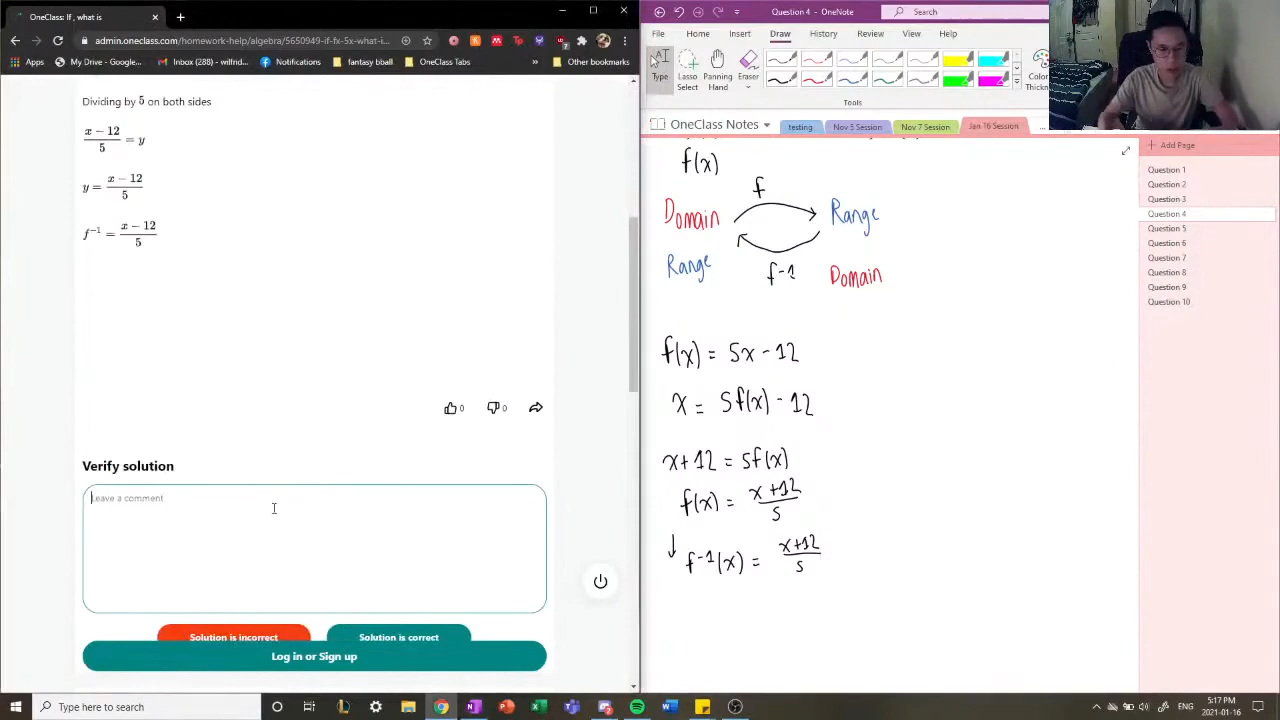 OneClass If , what is
admin.oneclass.com/homework-help/algebra/5650949-if-fx-5x-what-i...
Apps
My Drive - Google...
Inbox (288) - wilfrid...
Notion
fantasy bball
OneClass Tabs
Other bookmarks
Dividing by 5 on both sides
(x − 12)/5 = y
y = (x − 12)/5
f⁻¹ = (x − 12)/5
0
0
Verify solution
Leave a comment
Solution is incorrect
Solution is correct
Log in or Sign up
Question 4 - OneNote
Search
File
Home
Insert
Draw
History
Review
View
Help
Type
Lasso Select
Panning Hand
Eraser
Color
Thickn
Tools
OneClass Notes
testing
Nov 5 Session
Nov 7 Session
Jan 16 Session
...
Add Page
Question 1
Question 2
Question 3
Question 4
Question 5
Question 6
Question 7
Question 8
Question 9
Question 10
f(x)
f
Domain
Range
Range
f-1
Domain
f(x) = 5x - 12
x = 5f(x) - 12
x+12 = 5f(x)
f(x) = (x+12)/5
↓ f⁻¹(x) = (x+12)/5
Type here to search
ENG
5:17 PM
2021-01-16